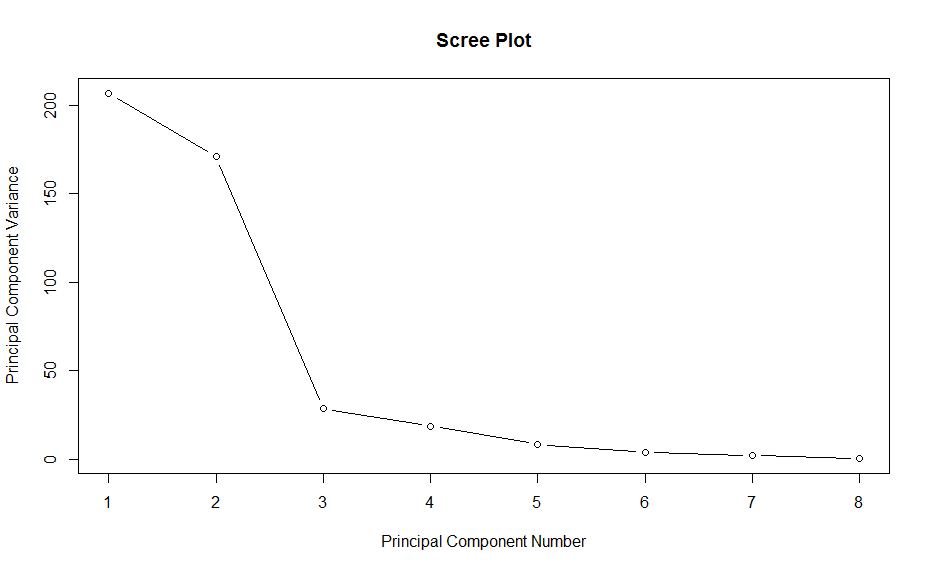 Scree Plot
Principal Component Variance
200
150
100
50
0
1 2 3 4 5 6 7 8
Principal Component Number